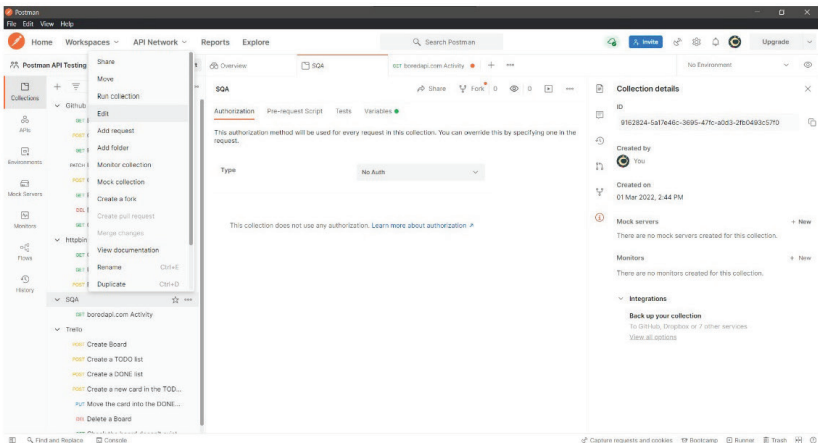 Postman
File Edit View Help
Home Workspaces API Network Reports Explore
Search Postman
Invite
Upgrade
Postman API Testing
Overview
SQA
GET boredapi.com Activity
No Environment
Collections
APIs
Environments
Mock Servers
Monitors
Flows
History
Github
httpbin
Share
Move
Run collection
Edit
Add request
Add folder
Monitor collection
Mock collection
Create a fork
Create pull request
Merge changes
View documentation
Rename Ctrl+E
Duplicate Ctrl+D
SQA
GET boredapi.com Activity
Trello
POST Create Board
POST Create a TODO list
POST Create a DONE list
POST Create a new card in the TOD...
PUT Move the card into the DONE...
DEL Delete a Board
SQA
Share Fork 0 0
Authorization Pre-request Script Tests Variables
This authorization method will be used for every request in this collection. You can override this by specifying one in the
request.
Type No Auth
This collection does not use any authorization. Learn more about authorization
Collection details
ID
9162824-5a17e46c-3695-47fc-a0d3-2fb0493c57f0
Created by
You
Created on
01 Mar 2022, 2:44 PM
Mock servers + New
There are no mock servers created for this collection.
Monitors + New
There are no monitors created for this collection.
Integrations
Back up your collection
To GitHub, Dropbox or 7 other services
View all options
Find and Replace Console
Capture requests and cookies Bootcamp Runner Trash